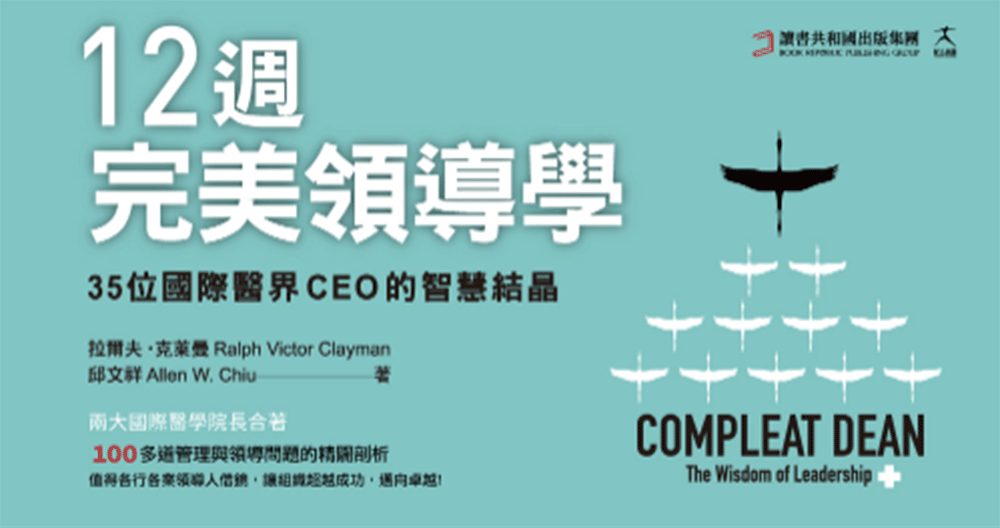 12週
完美領導學
35位國際醫界CEO的智慧結晶
拉爾夫・克萊曼 Ralph Victor Clayman
邱文祥 Allen W. Chiu 著
兩大國際醫學院長合著
100多道管理與領導問題的精闢剖析
值得各行各業領導人借鏡，讓組織超越成功，邁向卓越!
讀書共和國出版集團
BOOK REPUBLIC PUBLISHING GROUP
COMPLEAT DEAN
The Wisdom of Leadership